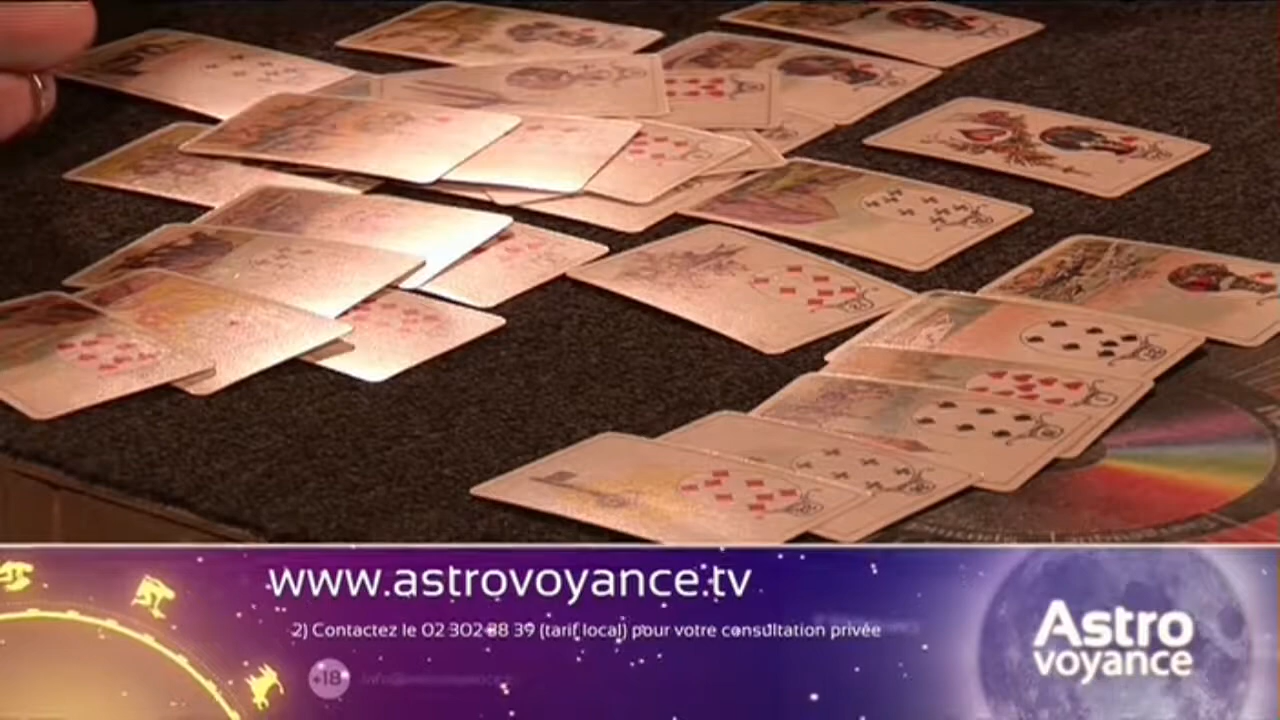 www.astrovoyance.tv
2) Contactez le 02 302 88 39 (tarif local) pour votre consultation privée
+18
Astro
voyance